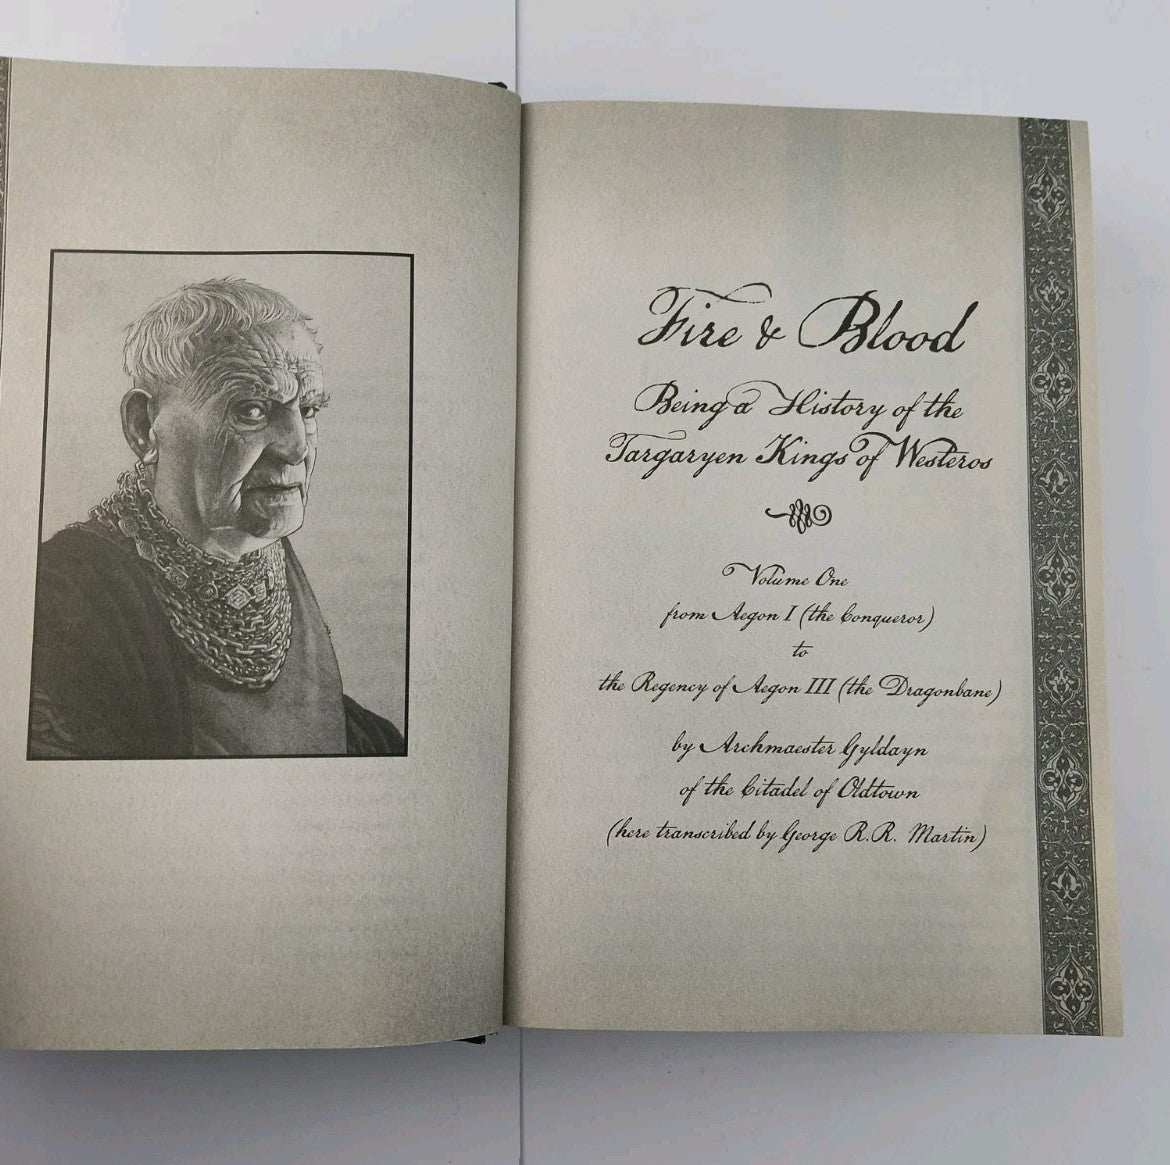 Fire & Blood
Being a History of the
Targaryen Kings of Westeros
Volume One
from Aegon I (the Conqueror)
to
the Regency of Aegon III (the Dragonbane)
by Archmaester Gyldayn
of the Citadel of Oldtown
(here transcribed by George R.R. Martin)